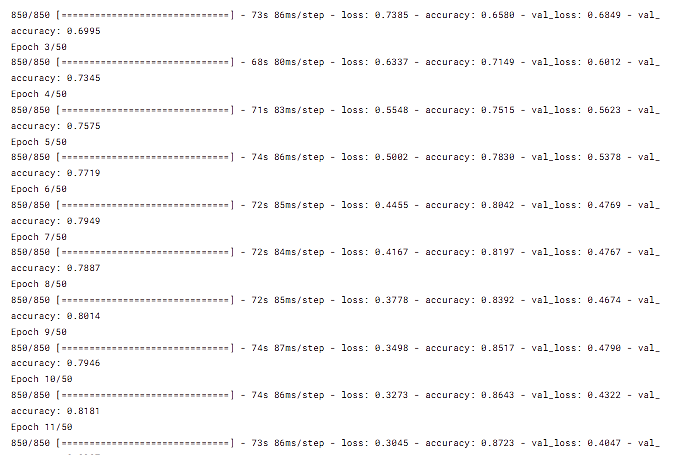 850/850 [==============================] - 73s 86ms/step - loss: 0.7385 - accuracy: 0.6580 - val_loss: 0.6849 - val_
accuracy: 0.6995
Epoch 3/50
850/850 [==============================] - 68s 80ms/step - loss: 0.6337 - accuracy: 0.7149 - val_loss: 0.6012 - val_
accuracy: 0.7345
Epoch 4/50
850/850 [==============================] - 71s 83ms/step - loss: 0.5548 - accuracy: 0.7515 - val_loss: 0.5623 - val_
accuracy: 0.7575
Epoch 5/50
850/850 [==============================] - 74s 86ms/step - loss: 0.5002 - accuracy: 0.7830 - val_loss: 0.5378 - val_
accuracy: 0.7719
Epoch 6/50
850/850 [==============================] - 72s 85ms/step - loss: 0.4455 - accuracy: 0.8042 - val_loss: 0.4769 - val_
accuracy: 0.7949
Epoch 7/50
850/850 [==============================] - 72s 84ms/step - loss: 0.4167 - accuracy: 0.8197 - val_loss: 0.4767 - val_
accuracy: 0.7887
Epoch 8/50
850/850 [==============================] - 72s 85ms/step - loss: 0.3778 - accuracy: 0.8392 - val_loss: 0.4674 - val_
accuracy: 0.8014
Epoch 9/50
850/850 [==============================] - 74s 87ms/step - loss: 0.3498 - accuracy: 0.8517 - val_loss: 0.4790 - val_
accuracy: 0.7946
Epoch 10/50
850/850 [==============================] - 74s 86ms/step - loss: 0.3273 - accuracy: 0.8643 - val_loss: 0.4322 - val_
accuracy: 0.8181
Epoch 11/50
850/850 [==============================] - 73s 86ms/step - loss: 0.3045 - accuracy: 0.8723 - val_loss: 0.4047 - val_